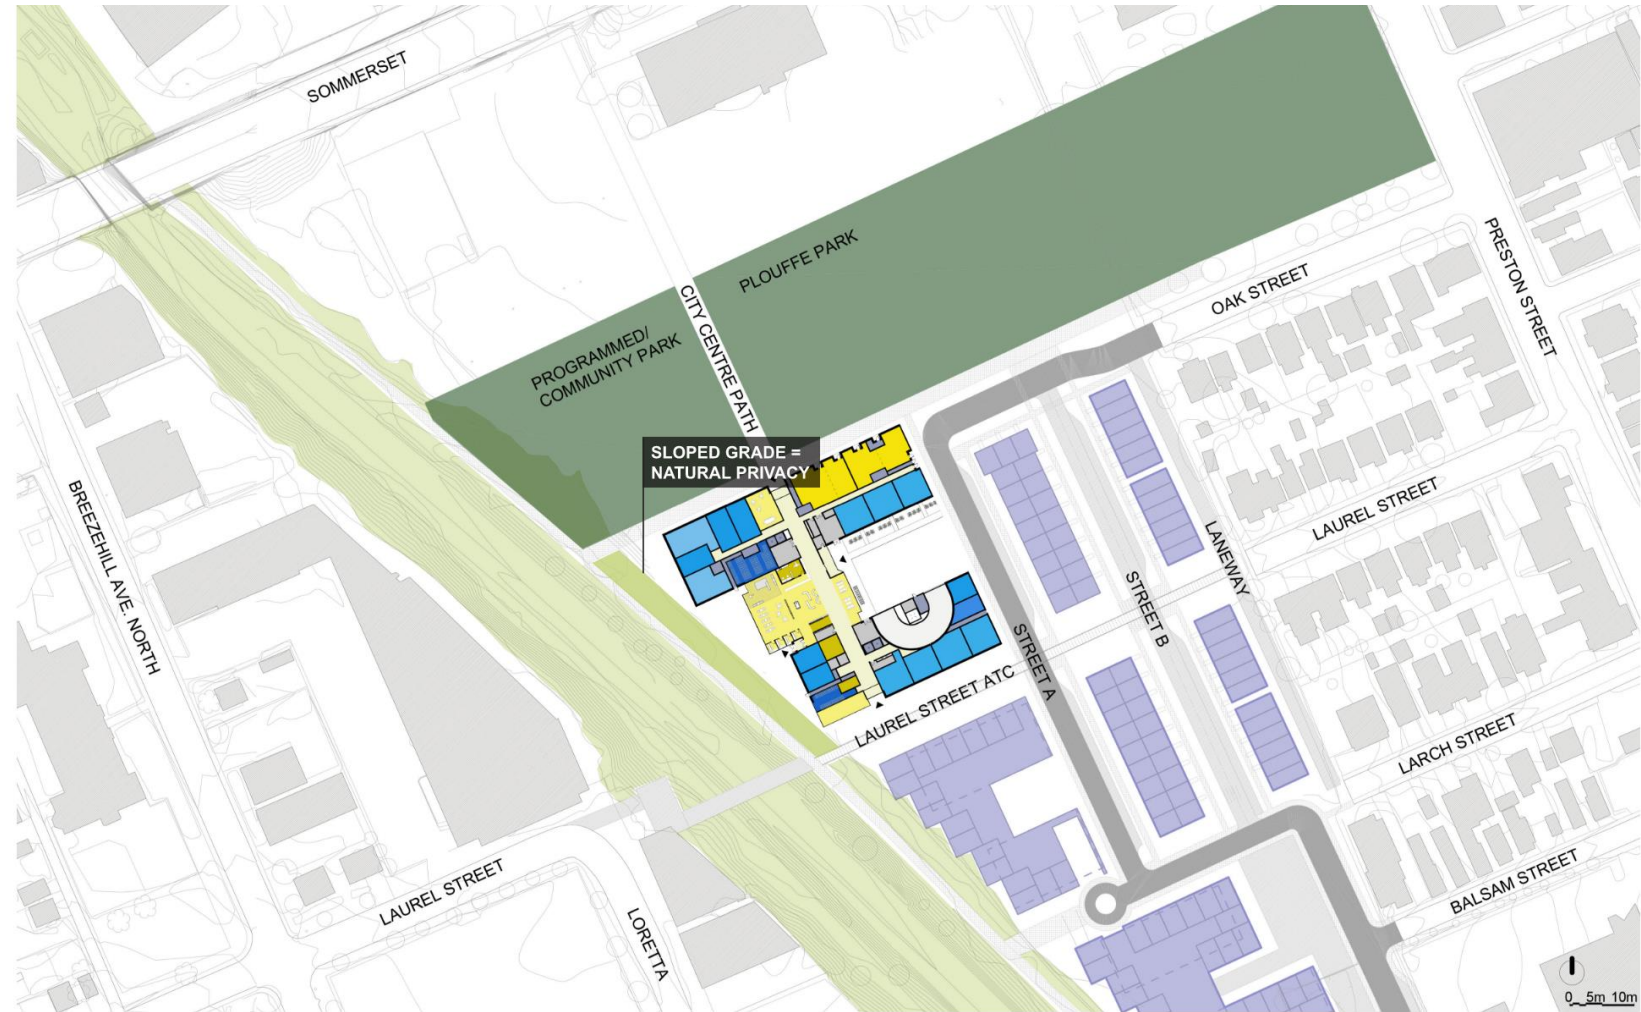 SOMMERSET
PLOUFFE PARK
PROGRAMMED/
COMMUNITY PARK
CITY CENTRE PATH
OAK STREET
PRESTON STREET
SLOPED GRADE =
NATURAL PRIVACY
BREEZEHILL AVE. NORTH
LAUREL STREET
LANEWAY
STREET B
STREET A
LAUREL STREET ATC
LARCH STREET
BALSAM STREET
LAUREL STREET
LORETTA
0 5m 10m